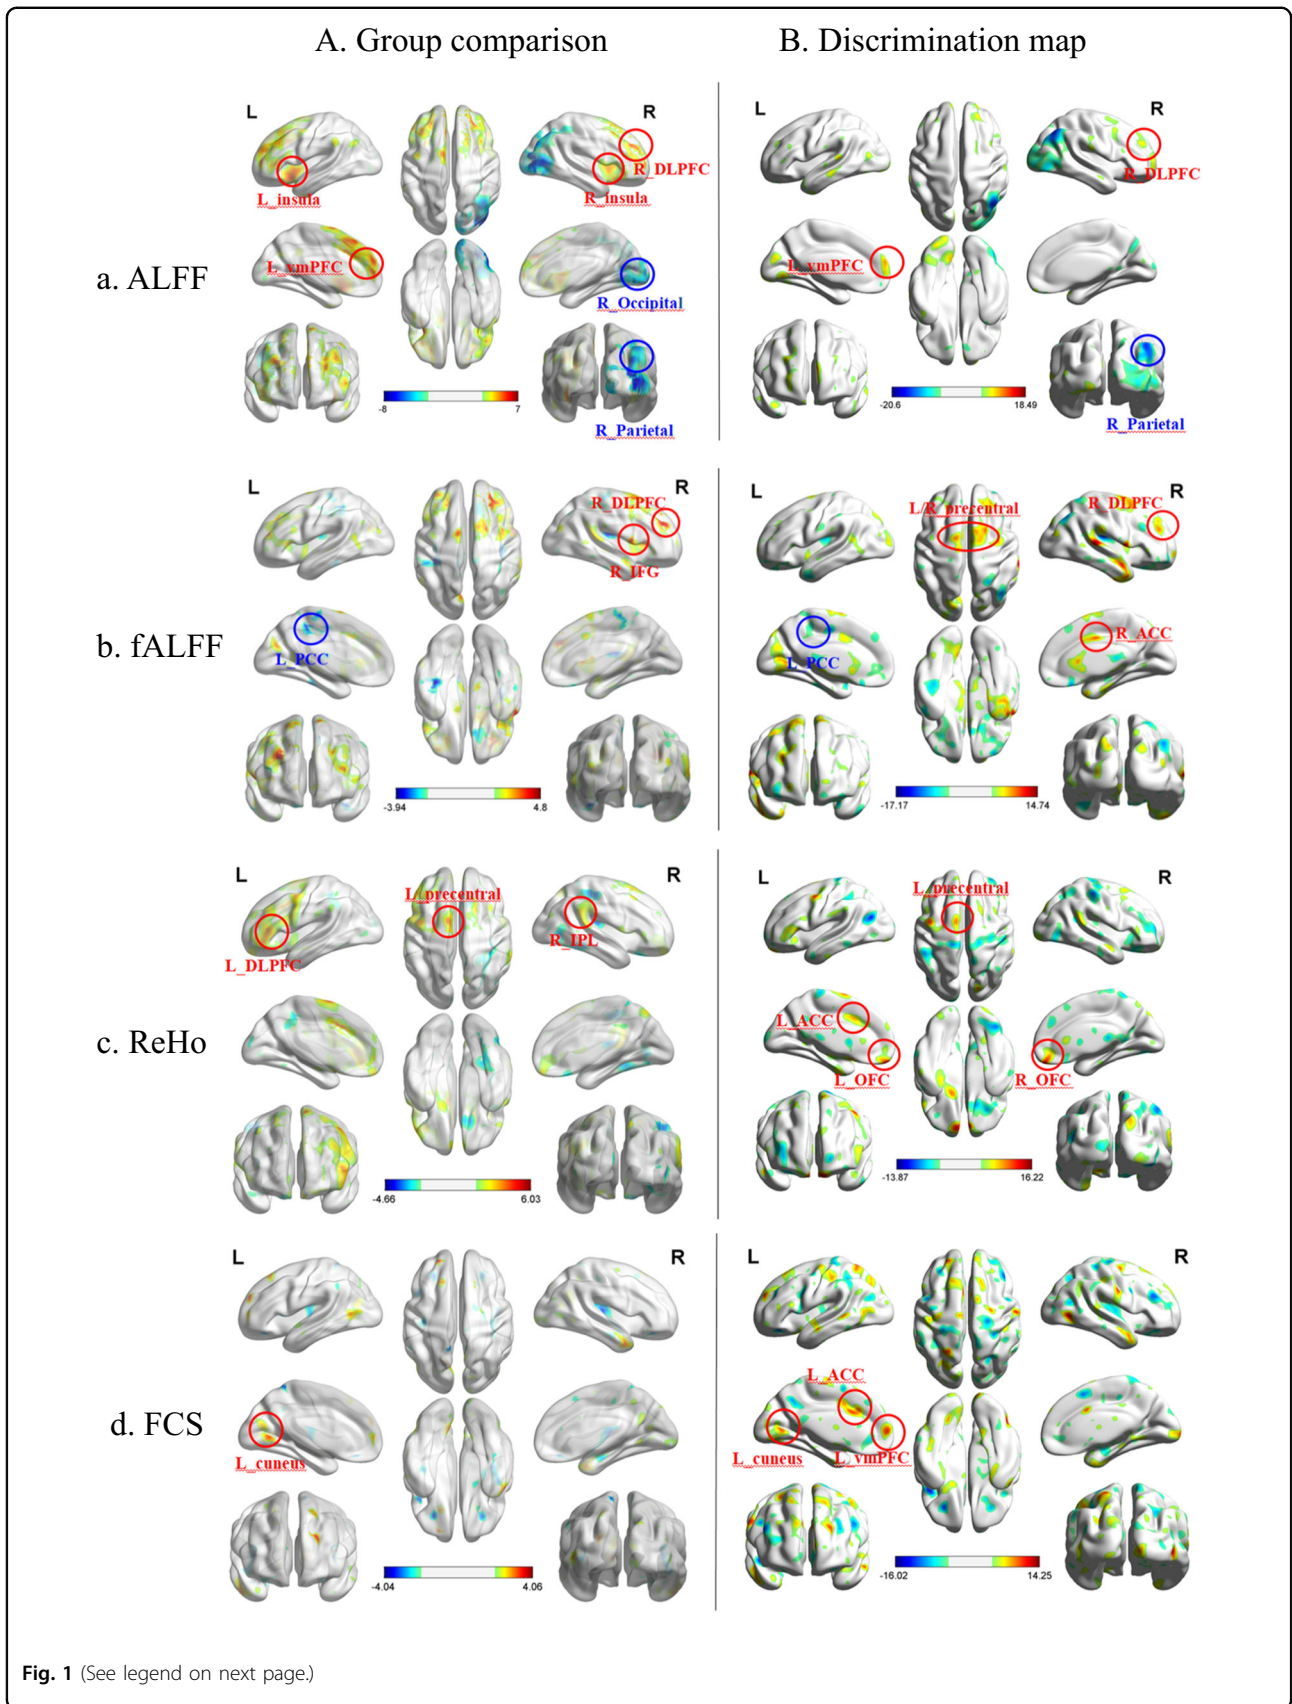 A. Group comparison
B. Discrimination map
a. ALFF
L
R
L_insula
R_insula
R_DLPFC
L_vmPFC
R_Occipital
-8
7
R_Parietal
L
R
R_DLPFC
L_vmPFC
-20.6
18.49
R_Parietal
b. fALFF
L
R
R_DLPFC
R_IFG
L_PCC
-3.94
4.8
L
R
L/R_precentral
R_DLPFC
L_PCC
R_ACC
-17.17
14.74
c. ReHo
L
R
L_precentral
L_DLPFC
R_IPL
-4.66
6.03
L
R
L_precentral
L_ACC
L_OFC
R_OFC
-13.87
16.22
d. FCS
L
R
L_cuneus
-4.04
4.06
L
R
L_ACC
L_cuneus
L_vmPFC
-16.02
14.25
Fig. 1 (See legend on next page.)